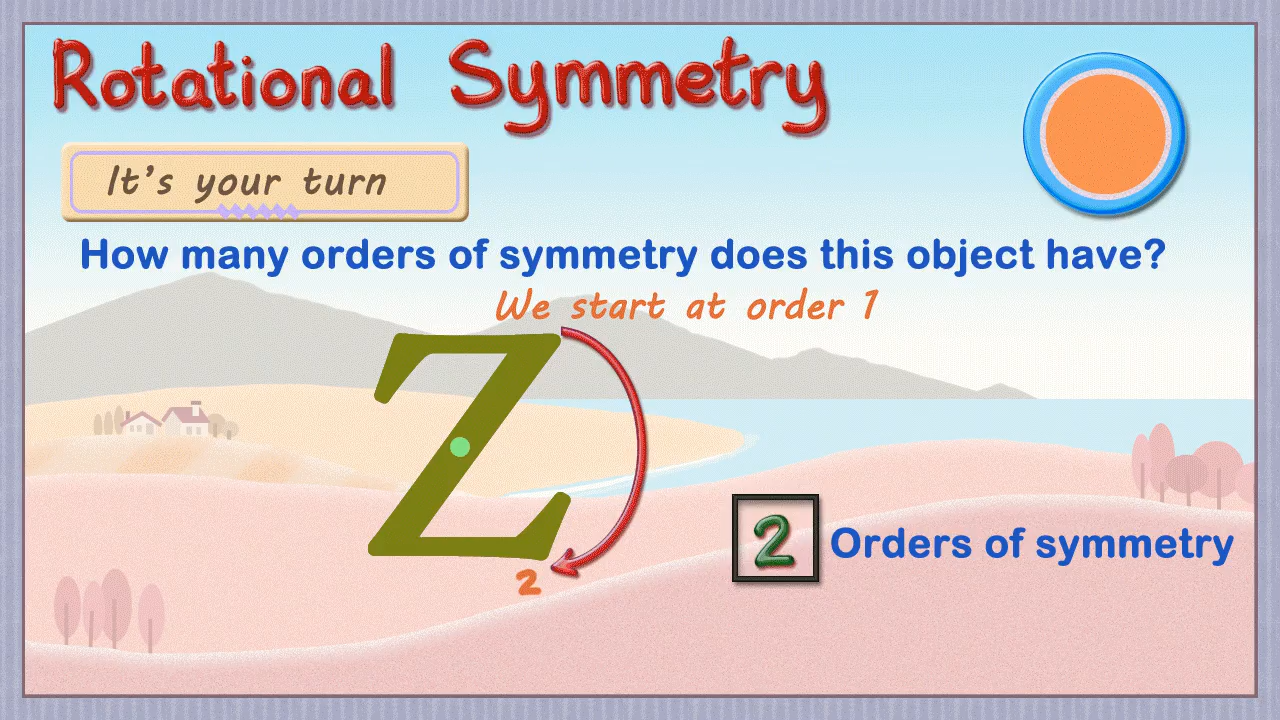 Rotational Symmetry
It's your turn
How many orders of symmetry does this object have?
We start at order 1
Z
2 Orders of symmetry
2